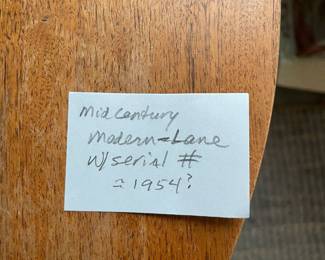 Mid Century
Modern - Lane
w/serial #
≈ 1954?